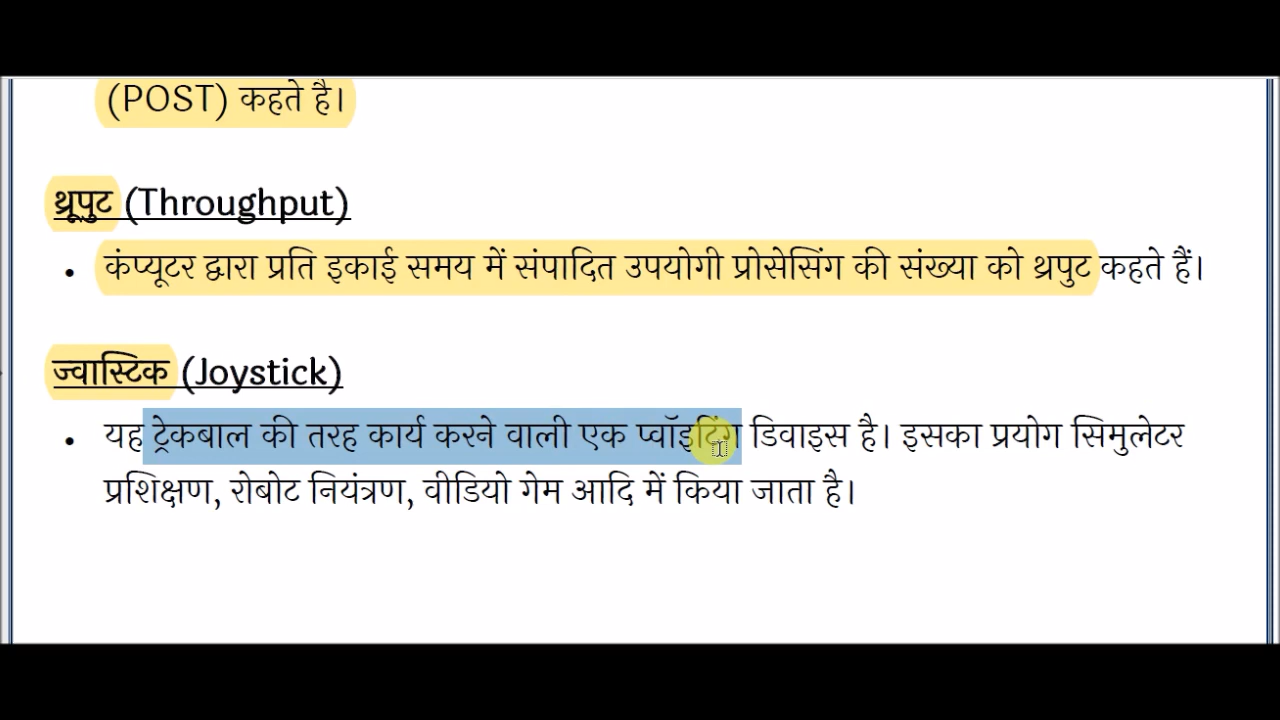 (POST) कहते है।
थ्रूपुट (Throughput)
• कंप्यूटर द्वारा प्रति इकाई समय में संपादित उपयोगी प्रोसेसिंग की संख्या को थ्रपुट कहते हैं।
ज्वास्टिक (Joystick)
• यह ट्रेकबाल की तरह कार्य करने वाली एक प्वॉइटिंग डिवाइस है। इसका प्रयोग सिमुलेटर
प्रशिक्षण, रोबोट नियंत्रण, वीडियो गेम आदि में किया जाता है।